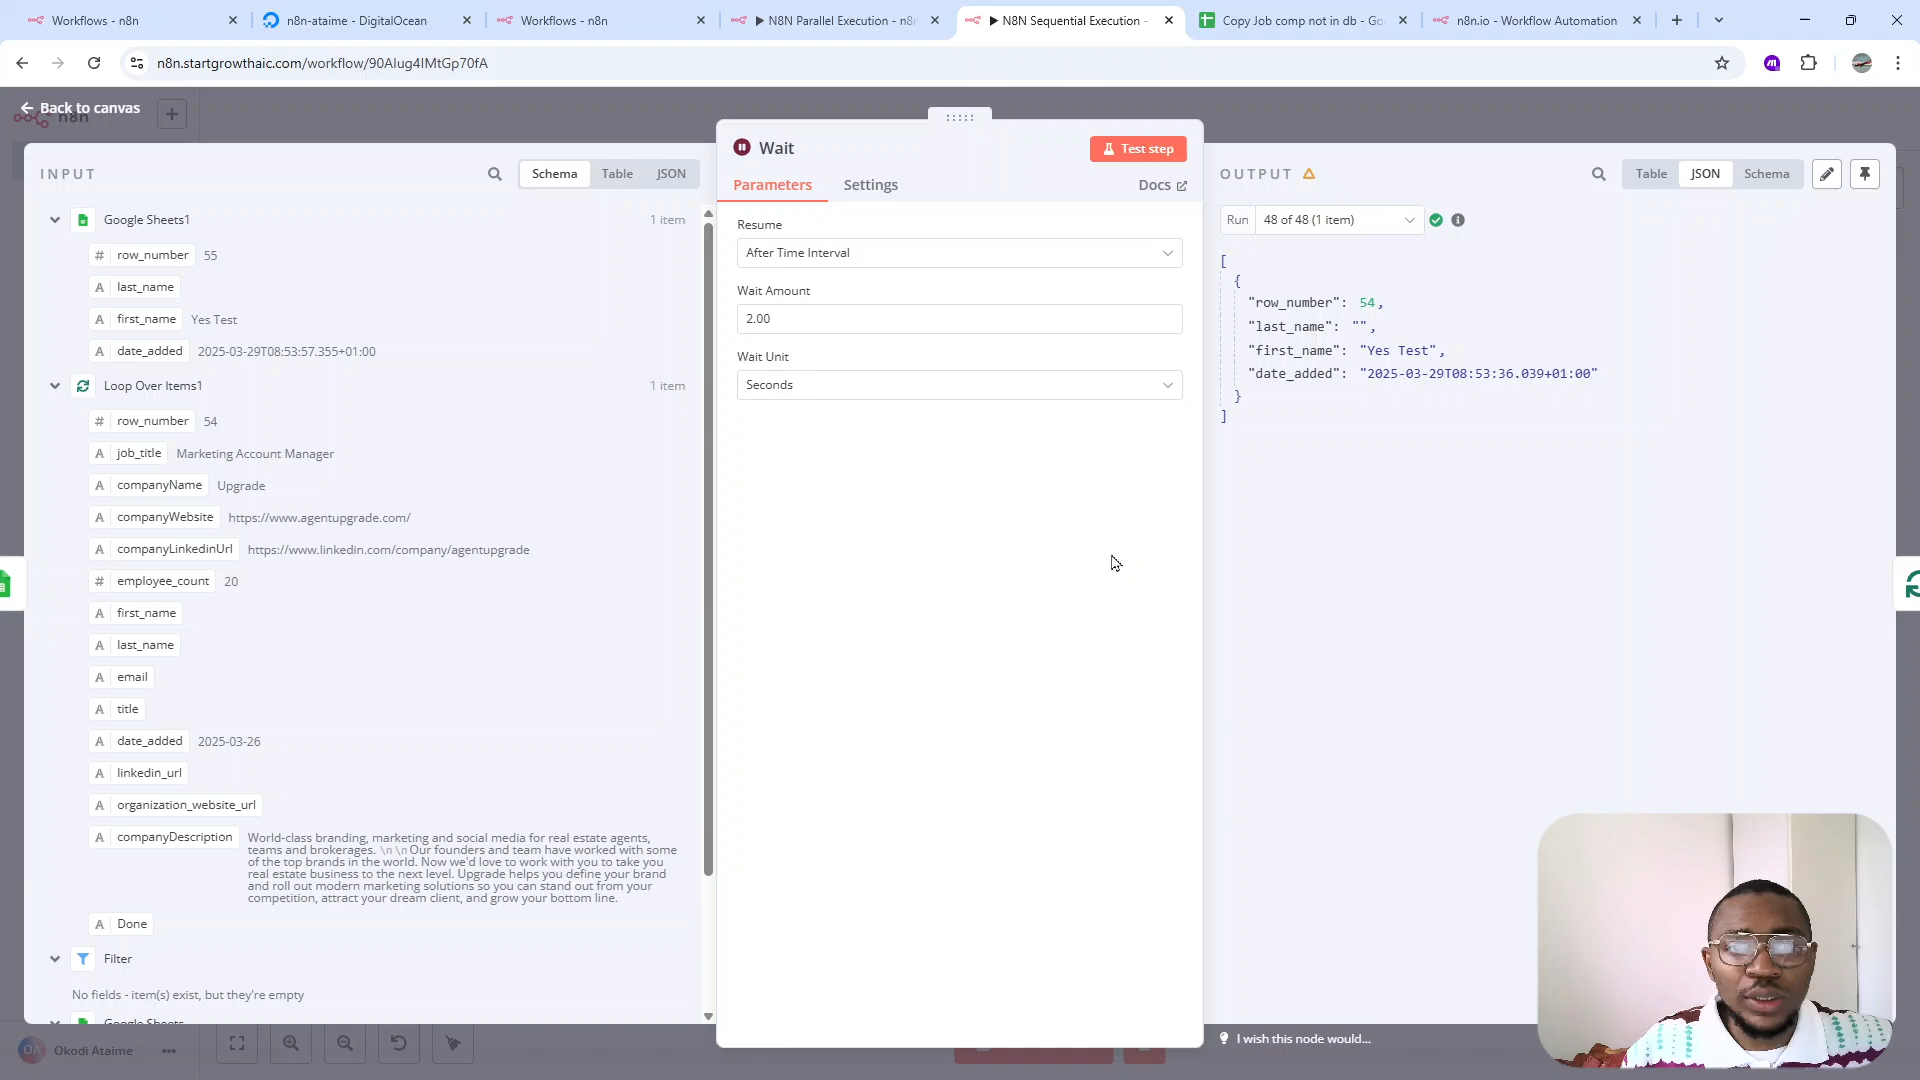 Workflows - n8n
n8n-ataime - DigitalOcean
Workflows - n8n
▶ N8N Parallel Execution - n8n
▶ N8N Sequential Execution -
Copy Job comp not in db - Go
n8n.io - Workflow Automation
n8n.startgrowthaic.com/workflow/90Alug4IMtGp70fA
Back to canvas
n8n
INPUT
Schema
Table
JSON
Google Sheets1
1 item
# row_number 55
A last_name
A first_name Yes Test
A date_added 2025-03-29T08:53:57.355+01:00
Loop Over Items1
1 item
# row_number 54
A job_title Marketing Account Manager
A companyName Upgrade
A companyWebsite https://www.agentupgrade.com/
A companyLinkedinUrl https://www.linkedin.com/company/agentupgrade
# employee_count 20
A first_name
A last_name
A email
A title
A date_added 2025-03-26
A linkedin_url
A organization_website_url
A companyDescription World-class branding, marketing and social media for real estate agents,
teams and brokerages. \n\nOur founders and team have worked with some
of the top brands in the world. Now we'd love to work with you to take you
real estate business to the next level. Upgrade helps you define your brand
and roll out modern marketing solutions so you can stand out from your
competition, attract your dream client, and grow your bottom line.
A Done
Filter
No fields - item(s) exist, but they're empty
Google Sheets
OA Okodi Ataime
Wait
Test step
Parameters
Settings
Docs
Resume
After Time Interval
Wait Amount
2.00
Wait Unit
Seconds
OUTPUT
Table
JSON
Schema
Run 48 of 48 (1 item)
[
{
"row_number": 54,
"last_name": "",
"first_name": "Yes Test",
"date_added": "2025-03-29T08:53:36.039+01:00"
}
]
I wish this node would...